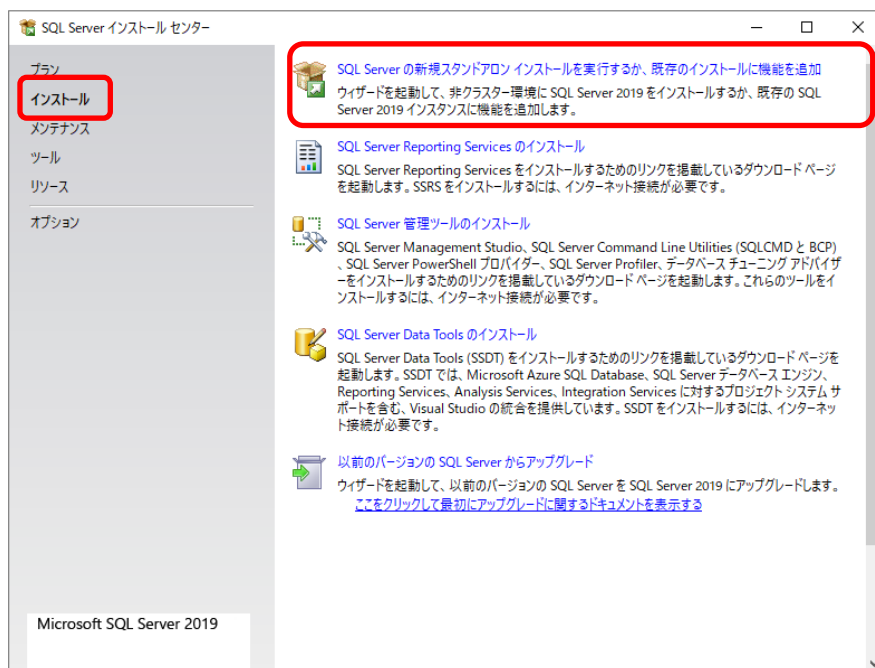 SQL Server インストール センター
プラン
インストール
メンテナンス
ツール
リソース
オプション
Microsoft SQL Server 2019
SQL Server の新規スタンドアロン インストールを実行するか、既存のインストールに機能を追加
ウィザードを起動して、非クラスター環境に SQL Server 2019 をインストールするか、既存の SQL
Server 2019 インスタンスに機能を追加します。
SQL Server Reporting Services のインストール
SQL Server Reporting Services をインストールするためのリンクを掲載しているダウンロード ページ
を起動します。SSRS をインストールするには、インターネット接続が必要です。
SQL Server 管理ツールのインストール
SQL Server Management Studio、SQL Server Command Line Utilities (SQLCMD と BCP)
、SQL Server PowerShell プロバイダー、SQL Server Profiler、データベース チューニング アドバイザ
ーをインストールするためのリンクを掲載しているダウンロード ページを起動します。これらのツールをイ
ンストールするには、インターネット接続が必要です。
SQL Server Data Tools のインストール
SQL Server Data Tools (SSDT) をインストールするためのリンクを掲載しているダウンロード ページを
起動します。SSDT では、Microsoft Azure SQL Database、SQL Server データベース エンジン、
Reporting Services、Analysis Services、Integration Services に対するプロジェクト システム サ
ポートを含む、Visual Studio の統合を提供しています。SSDT をインストールするには、インターネッ
ト接続が必要です。
以前のバージョンの SQL Server からアップグレード
ウィザードを起動して、以前のバージョンの SQL Server を SQL Server 2019 にアップグレードします。
ここをクリックして最初にアップグレードに関するドキュメントを表示する